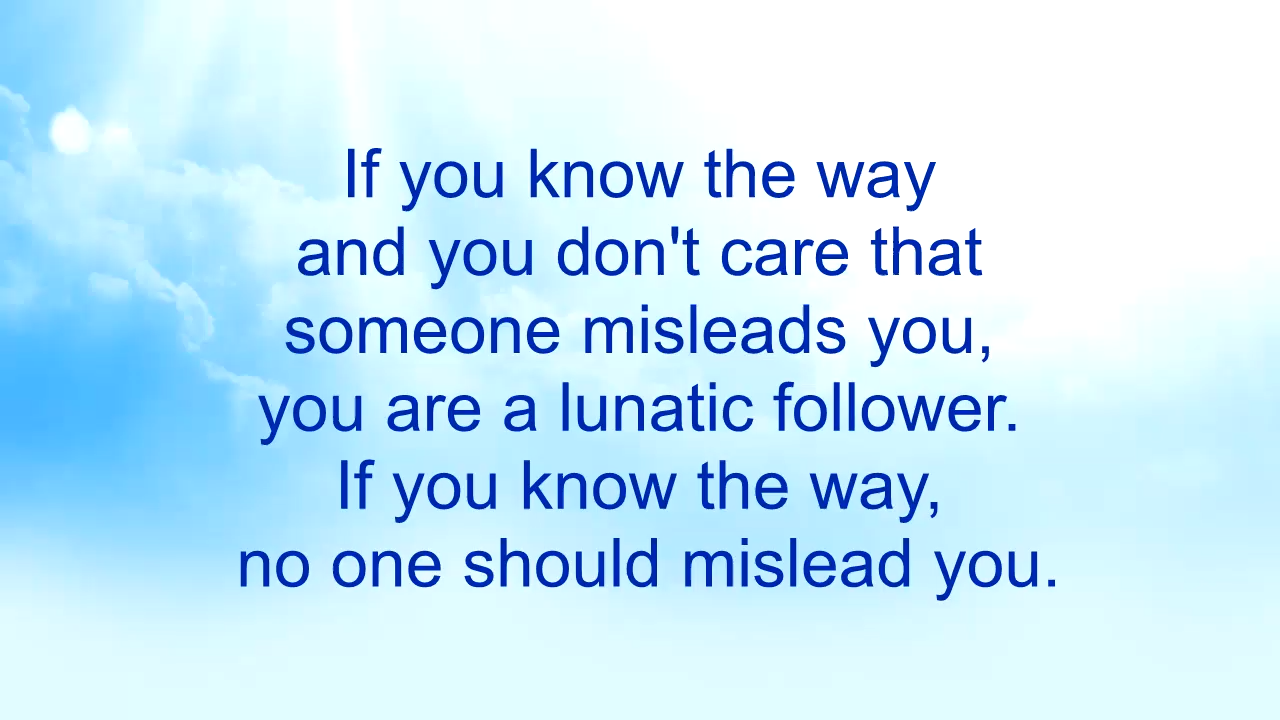 If you know the way
and you don't care that
someone misleads you,
you are a lunatic follower.
If you know the way,
no one should mislead you.